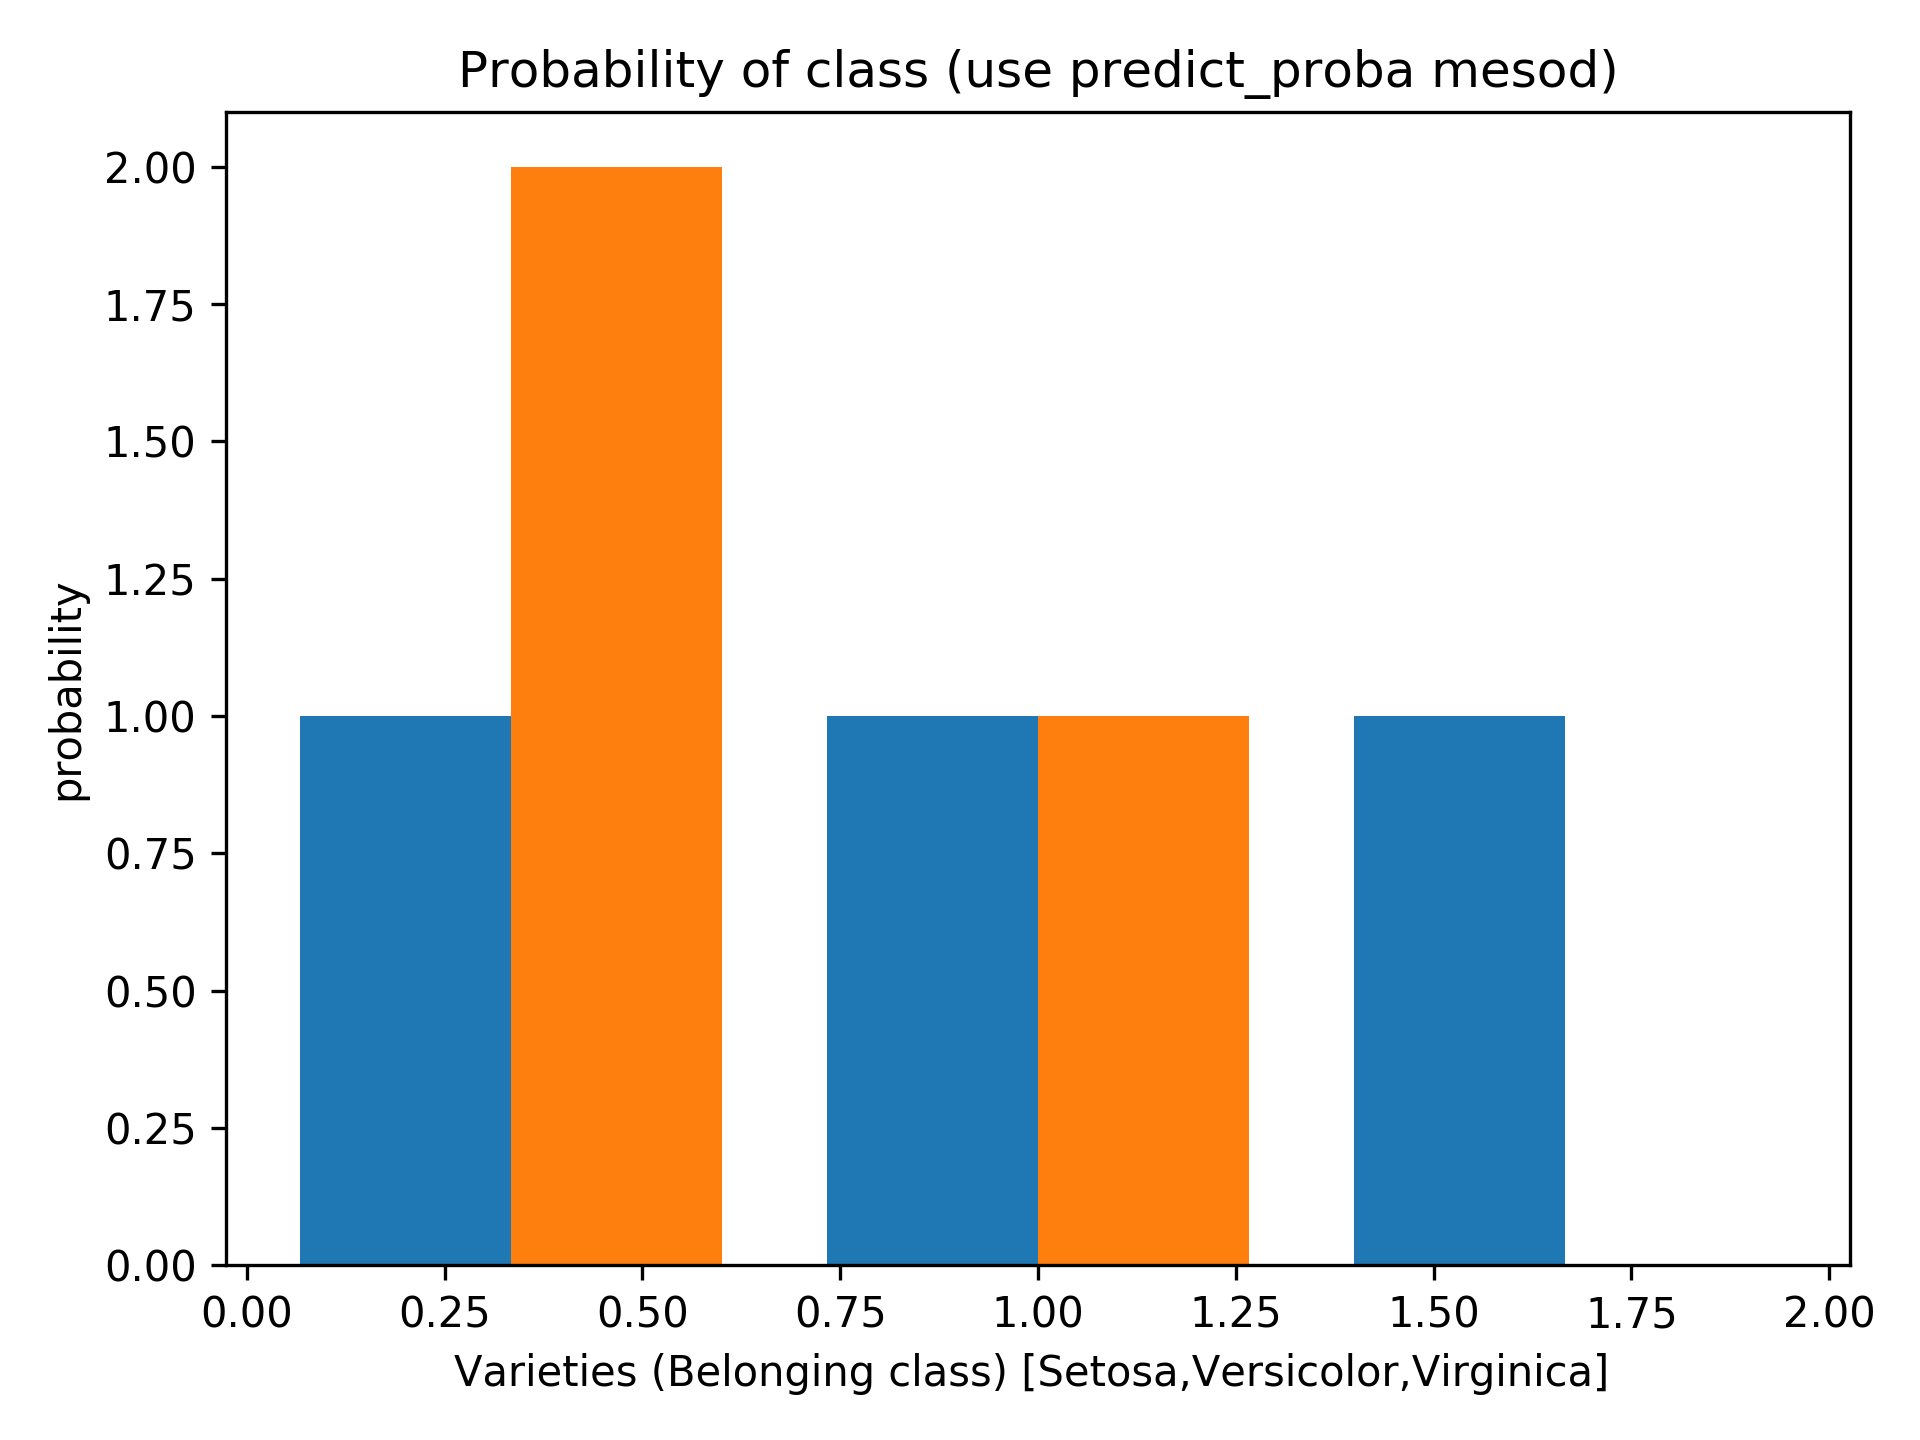 Probability of class (use predict_proba mesod)
probability
2.00
1.75
1.50
1.25
1.00
0.75
0.50
0.25
0.00
0.00 0.25 0.50 0.75 1.00 1.25 1.50 1.75 2.00
Varieties (Belonging class) [Setosa,Versicolor,Virginica]